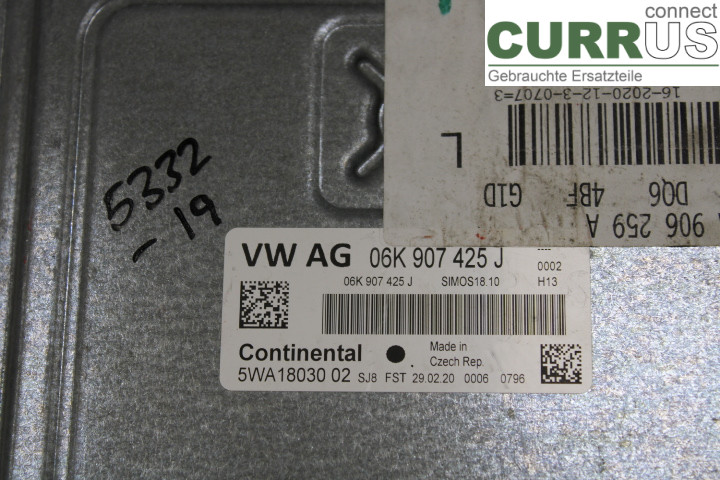 connect
CURRUS
Gebrauchte Ersatzteile
16-2020-12-3-0707=3
L
DQ6 4BF G1D
906 259 A
5332
-19
VW AG 06K 907 425 J
0002
06K 907 425 J SIMOS18.10 H13
Continental
Made in
Czech Rep.
5WA18030 02 SJ8 FST 29.02.20 0006 0796